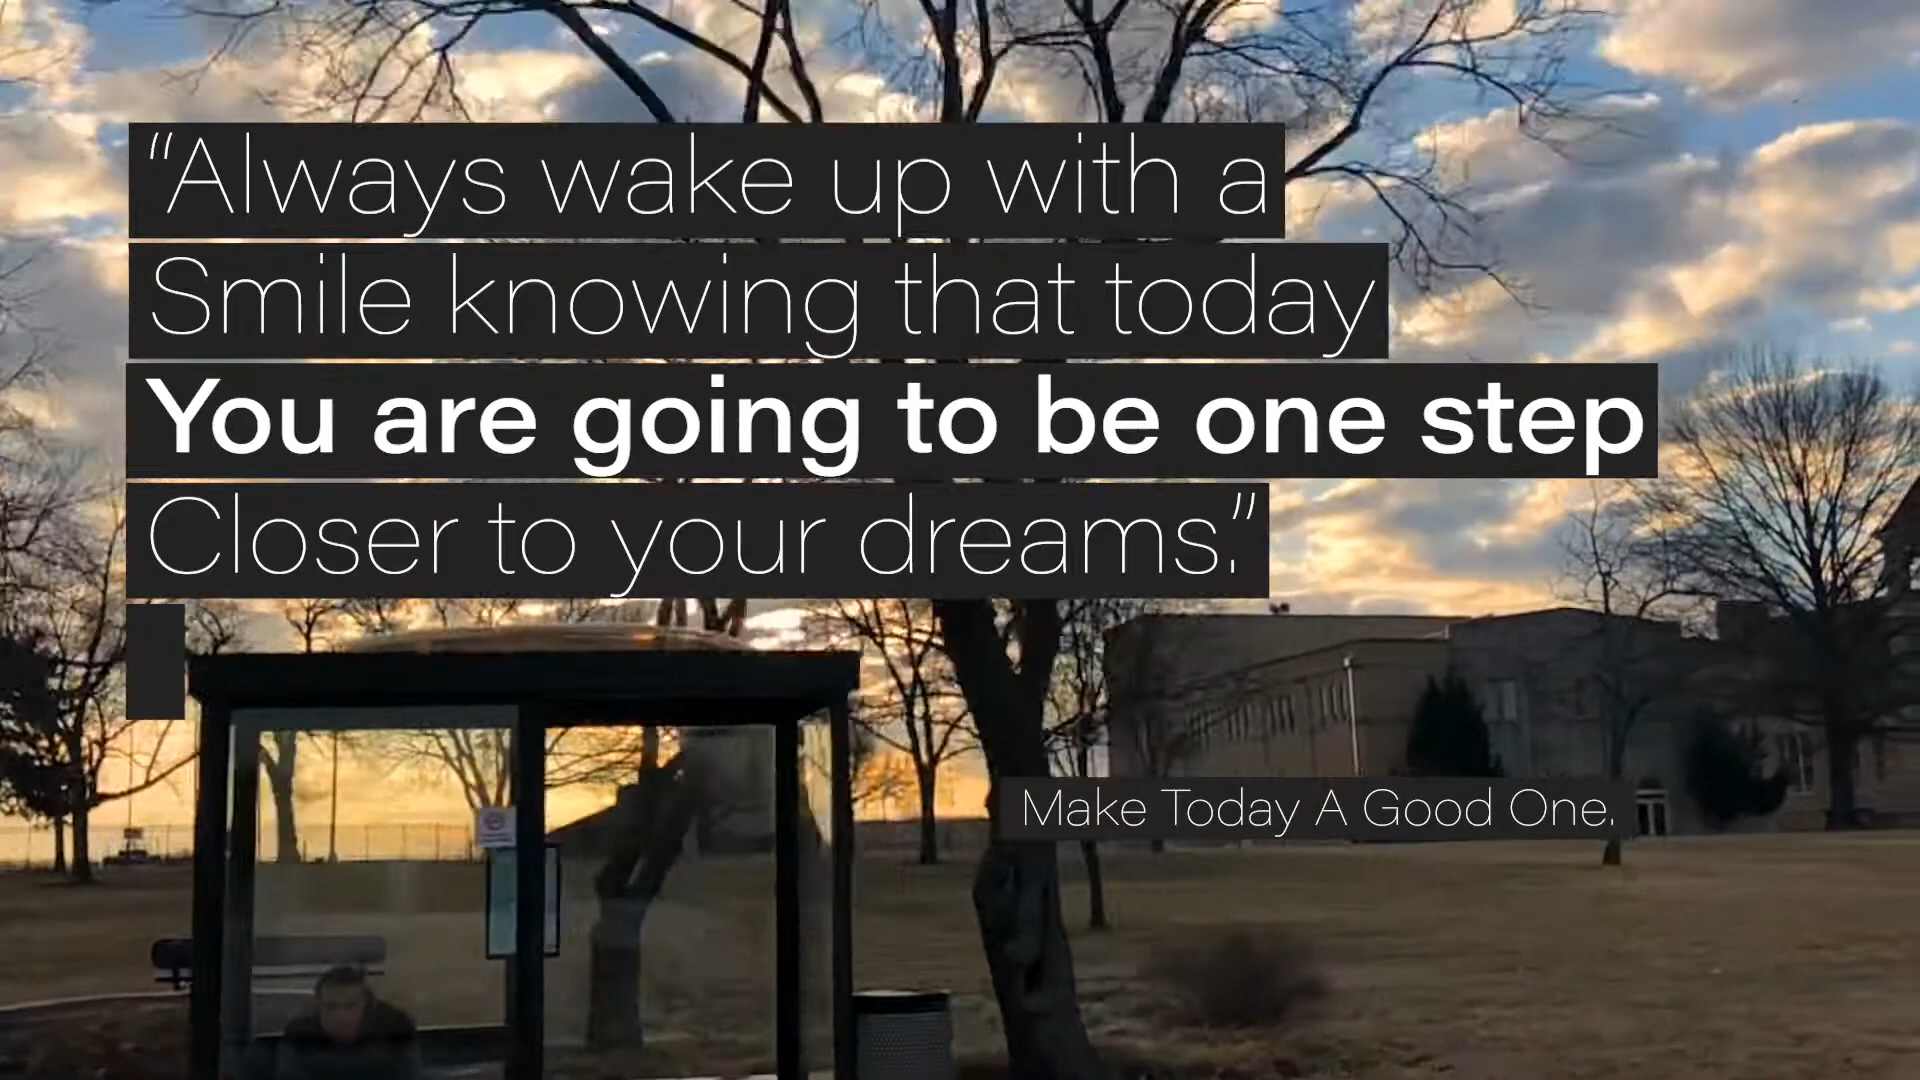 “Always wake up with a
Smile knowing that today
You are going to be one step
Closer to your dreams.”
Make Today A Good One.